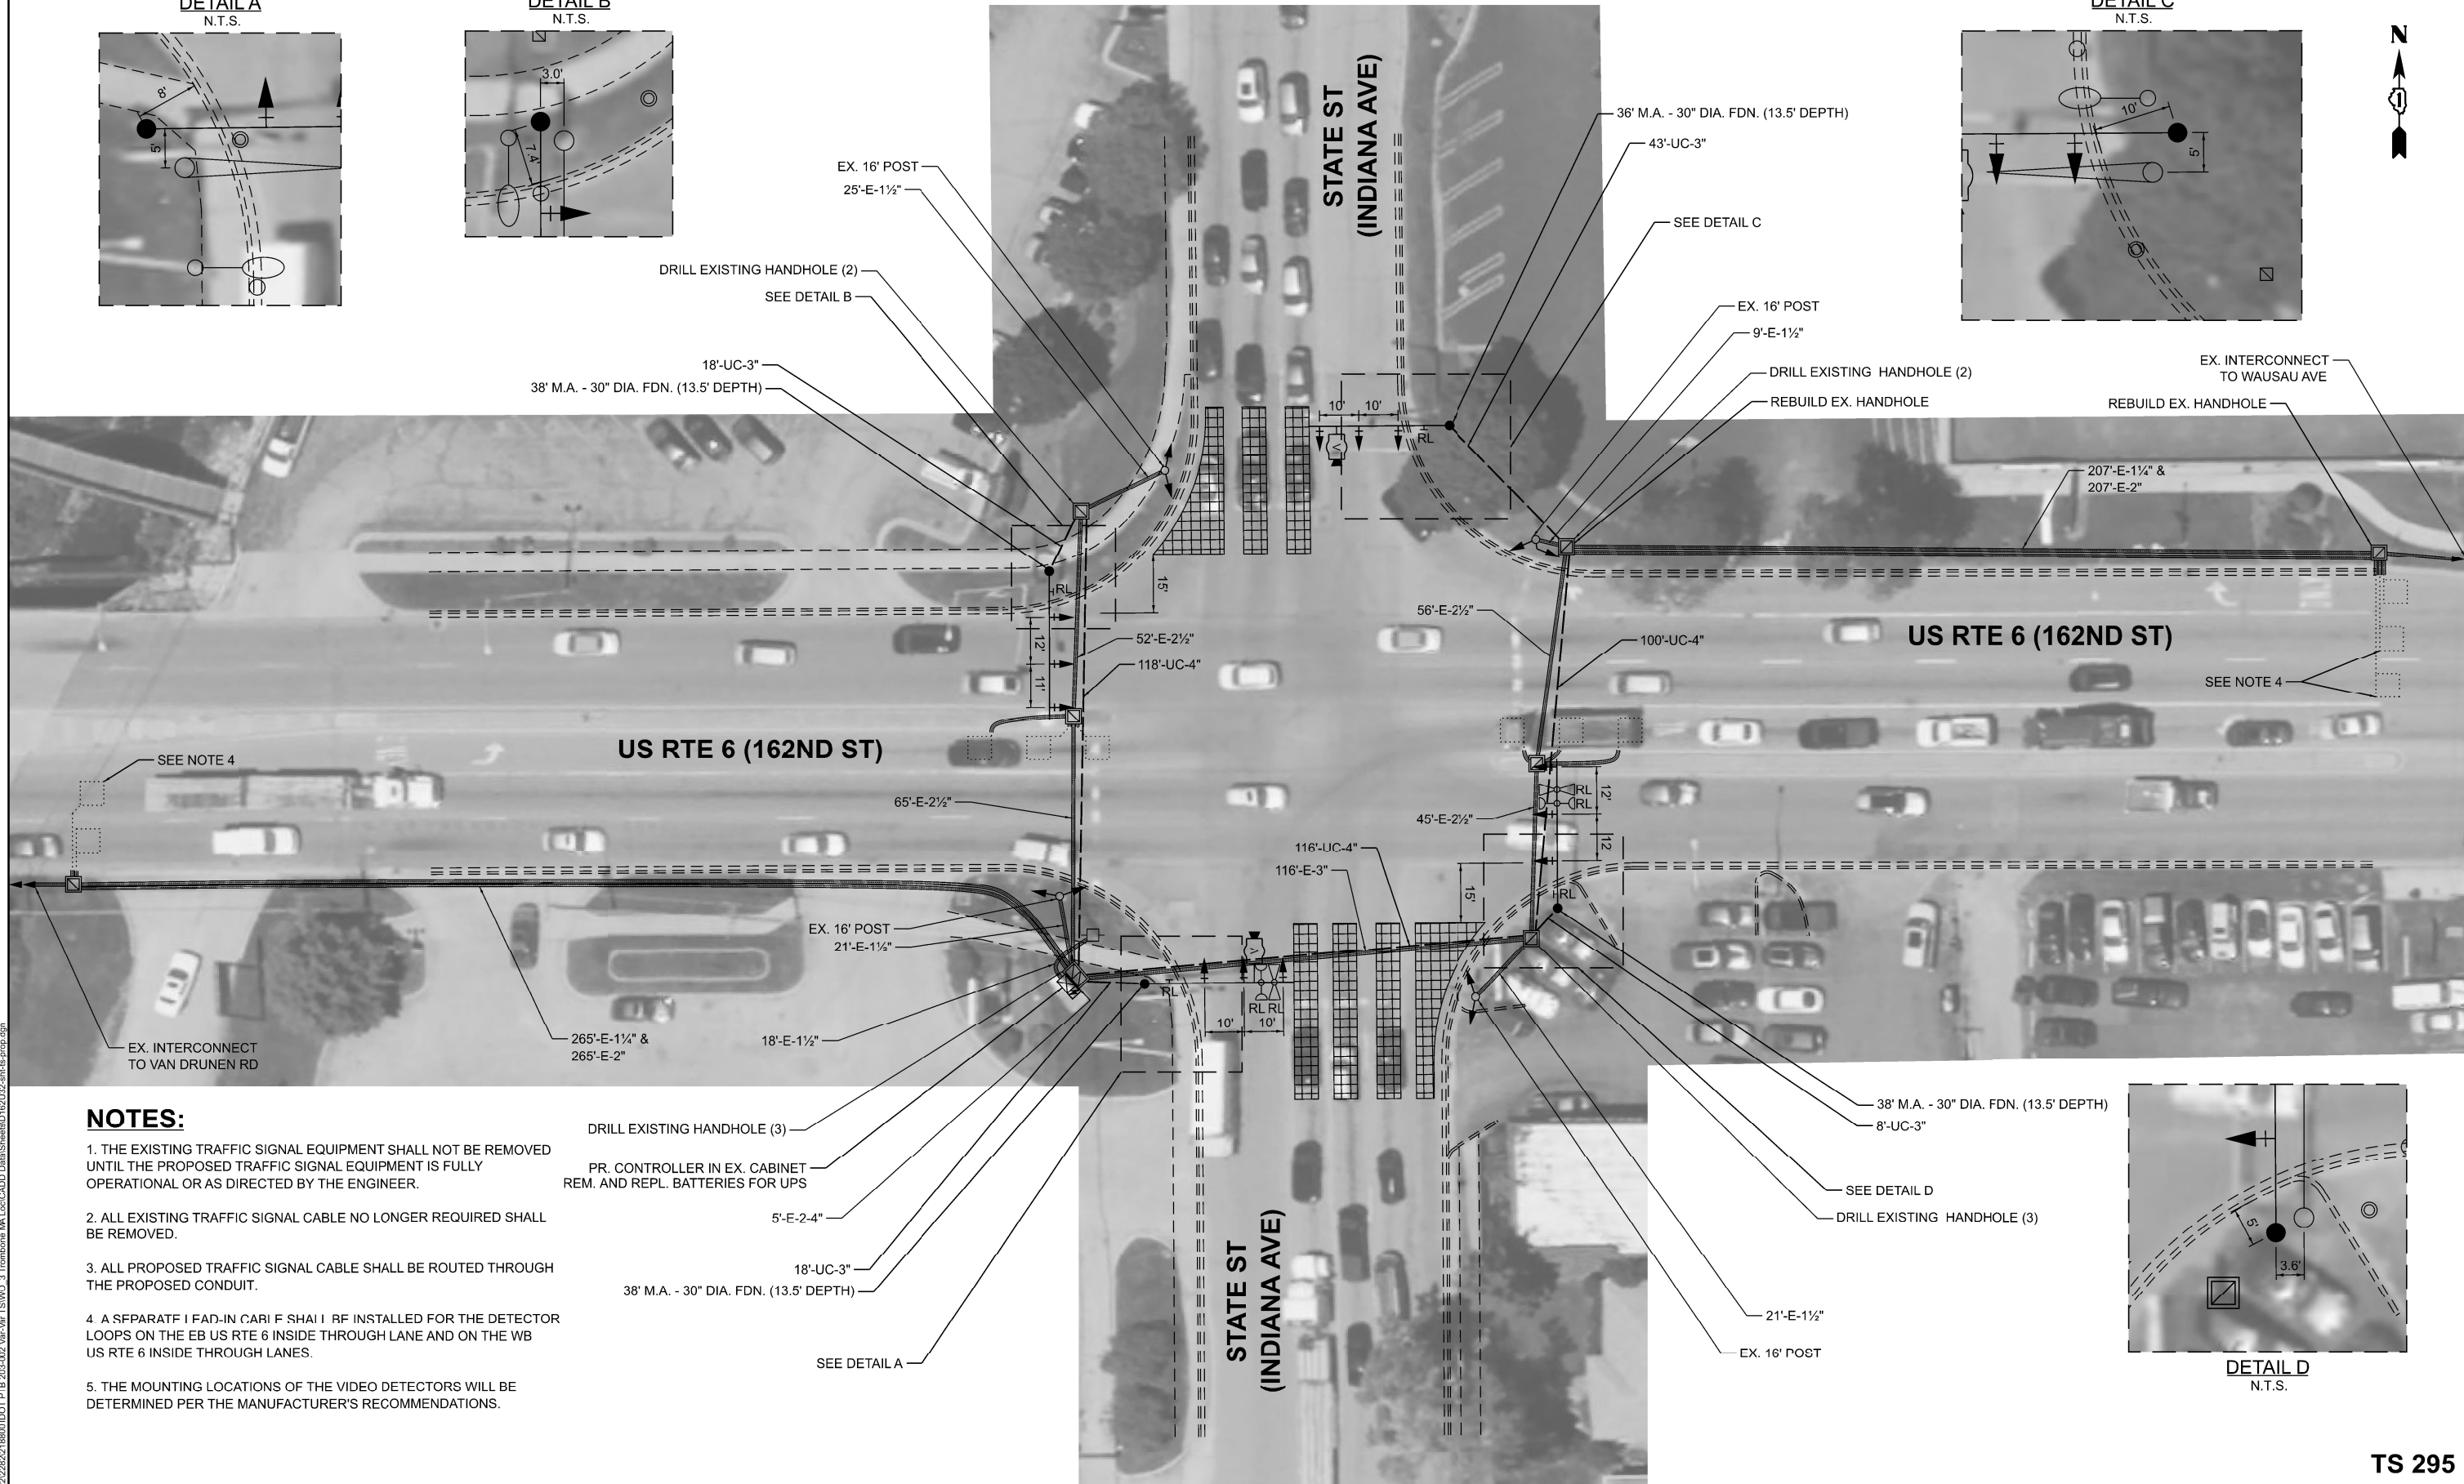 DETAIL A
N.T.S.
8'
5'
DETAIL B
N.T.S.
3.0'
7.4'
DETAIL C
N.T.S.
10'
5'
N
1
STATE ST
(INDIANA AVE)
36' M.A. - 30" DIA. FDN. (13.5' DEPTH)
43'-UC-3"
SEE DETAIL C
EX. 16' POST
9'-E-1½"
DRILL EXISTING HANDHOLE (2)
REBUILD EX. HANDHOLE
EX. INTERCONNECT
TO WAUSAU AVE
REBUILD EX. HANDHOLE
207'-E-1¼" &
207'-E-2"
EX. 16' POST
25'-E-1½"
DRILL EXISTING HANDHOLE (2)
SEE DETAIL B
18'-UC-3"
38' M.A. - 30" DIA. FDN. (13.5' DEPTH)
10'
10'
RL
V
RL
15'
12'
11'
52'-E-2½"
118'-UC-4"
56'-E-2½"
100'-UC-4"
US RTE 6 (162ND ST)
SEE NOTE 4
US RTE 6 (162ND ST)
SEE NOTE 4
65'-E-2½"
45'-E-2½"
RL
RL
12'
12
116'-UC-4"
116'-E-3"
15'
RL
EX. 16' POST
21'-E-1½"
V
RL
RL RL
10'
10'
18'-E-1½"
265'-E-1¼" &
265'-E-2"
EX. INTERCONNECT
TO VAN DRUNEN RD
DRILL EXISTING HANDHOLE (3)
PR. CONTROLLER IN EX. CABINET
REM. AND REPL. BATTERIES FOR UPS
5'-E-2-4"
18'-UC-3"
38' M.A. - 30" DIA. FDN. (13.5' DEPTH)
SEE DETAIL A
STATE ST
(INDIANA AVE)
38' M.A. - 30" DIA. FDN. (13.5' DEPTH)
8'-UC-3"
SEE DETAIL D
DRILL EXISTING HANDHOLE (3)
21'-E-1½"
EX. 16' POST
5'
3.6'
DETAIL D
N.T.S.
NOTES:
1. THE EXISTING TRAFFIC SIGNAL EQUIPMENT SHALL NOT BE REMOVED
UNTIL THE PROPOSED TRAFFIC SIGNAL EQUIPMENT IS FULLY
OPERATIONAL OR AS DIRECTED BY THE ENGINEER.
2. ALL EXISTING TRAFFIC SIGNAL CABLE NO LONGER REQUIRED SHALL
BE REMOVED.
3. ALL PROPOSED TRAFFIC SIGNAL CABLE SHALL BE ROUTED THROUGH
THE PROPOSED CONDUIT.
4. A SEPARATE LEAD-IN CABLE SHALL BE INSTALLED FOR THE DETECTOR
LOOPS ON THE EB US RTE 6 INSIDE THROUGH LANE AND ON THE WB
US RTE 6 INSIDE THROUGH LANES.
5. THE MOUNTING LOCATIONS OF THE VIDEO DETECTORS WILL BE
DETERMINED PER THE MANUFACTURER'S RECOMMENDATIONS.
TS 295